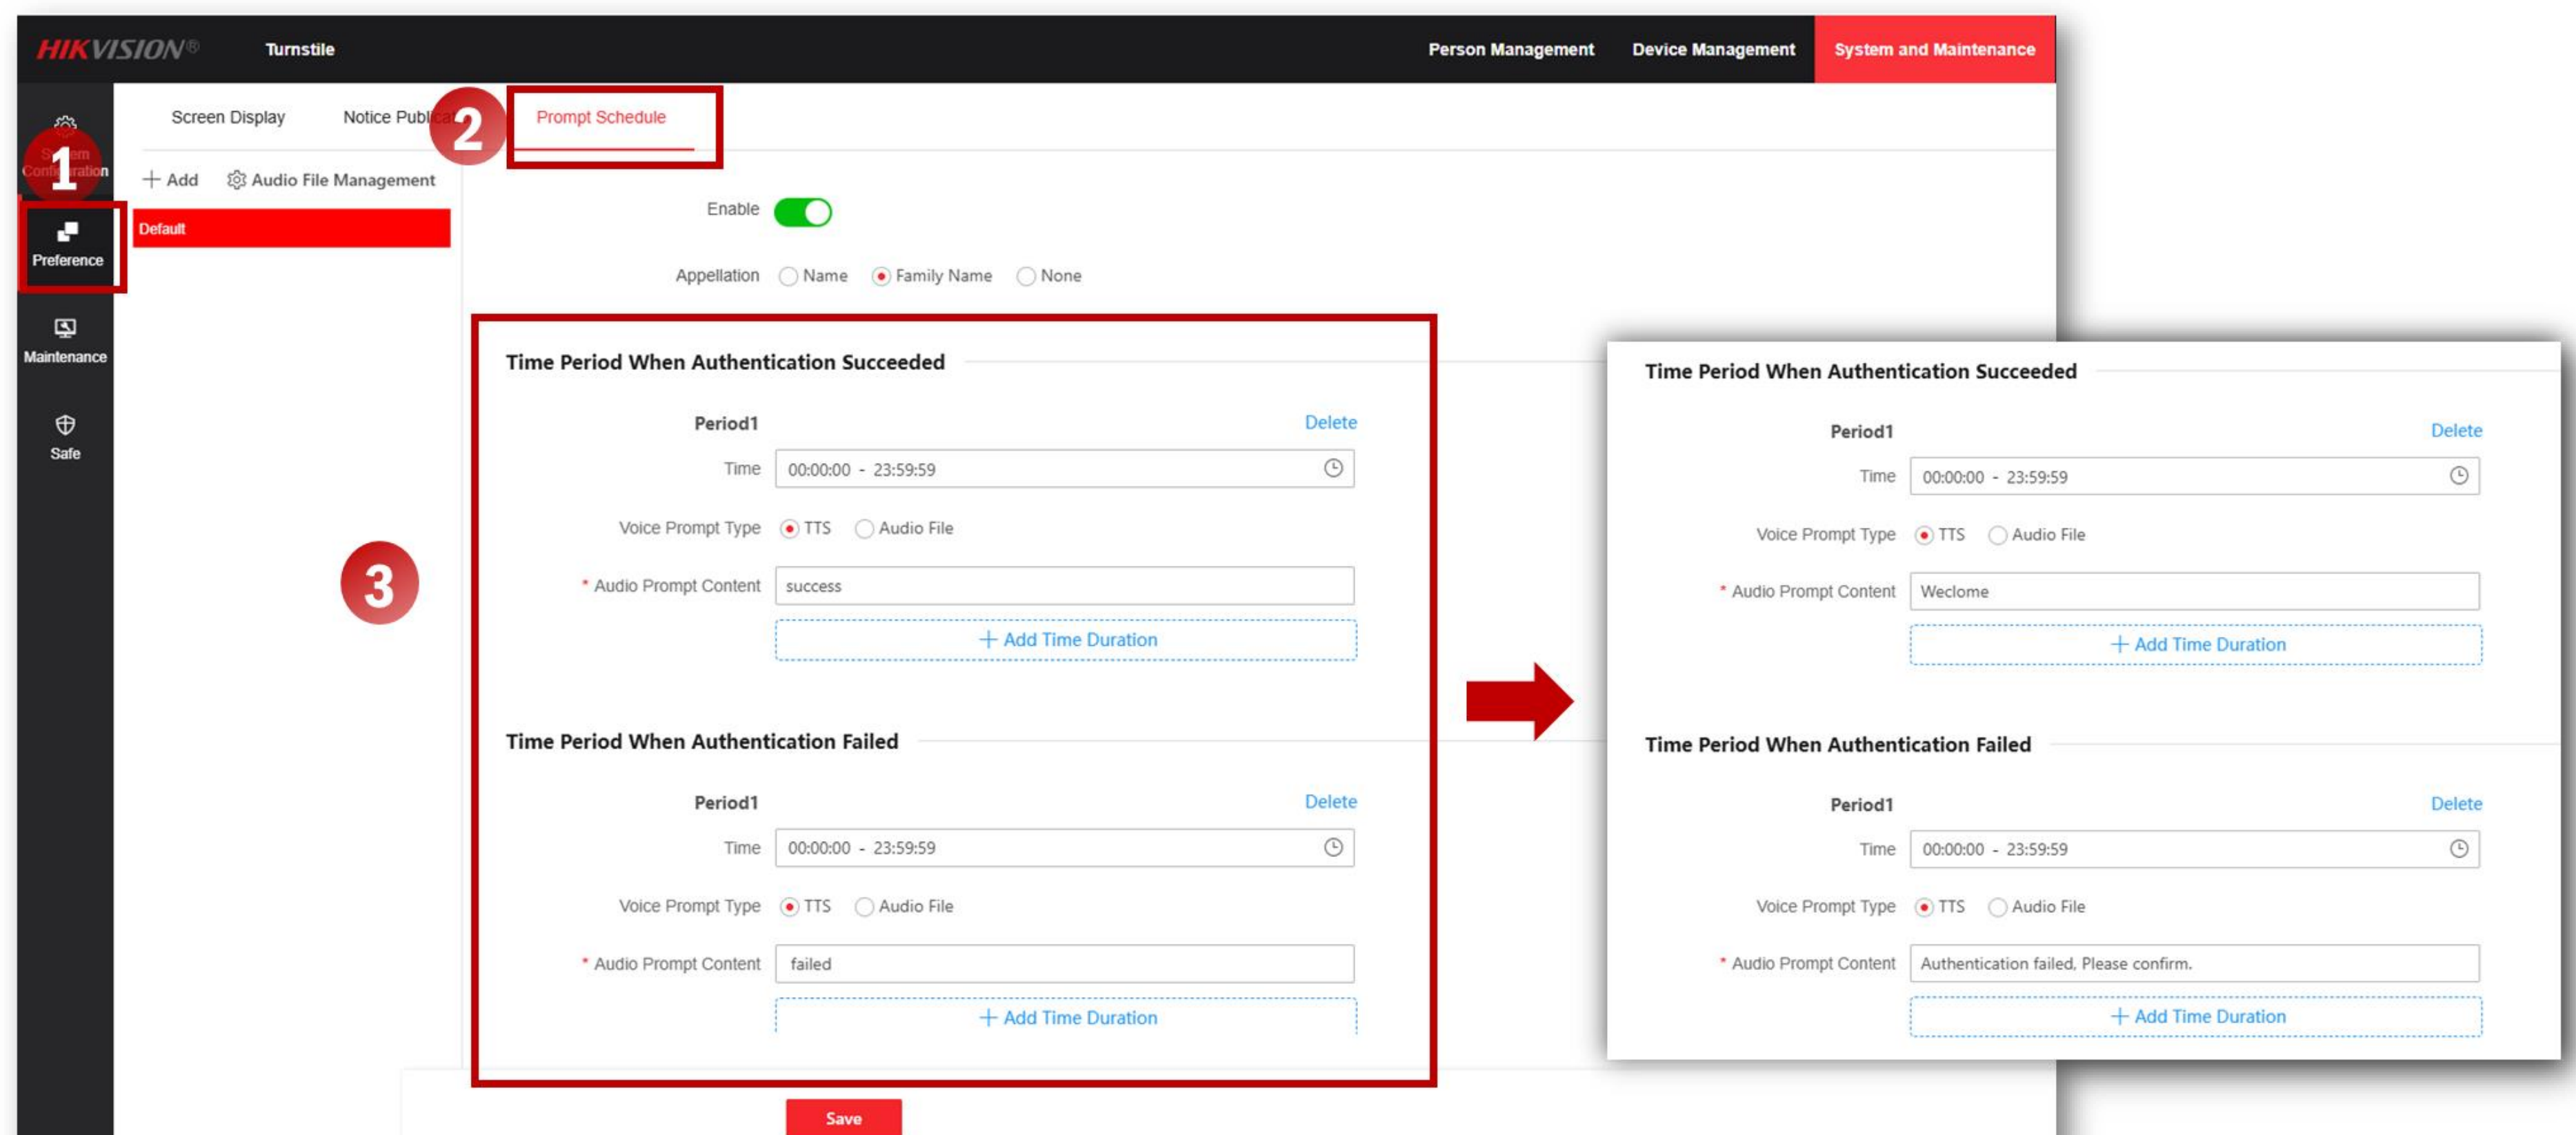 HIKVISION® Turnstile Person Management Device Management System and Maintenance
Screen Display Notice Publicat 2 Prompt Schedule
1
System
Configuration
Add Audio File Management
Preference
Default
Maintenance
Safe
Enable
Appellation Name Family Name None
Time Period When Authentication Succeeded
Period1 Delete
Time 00:00:00 - 23:59:59
Voice Prompt Type TTS Audio File
3
* Audio Prompt Content success
+ Add Time Duration
Time Period When Authentication Failed
Period1 Delete
Time 00:00:00 - 23:59:59
Voice Prompt Type TTS Audio File
* Audio Prompt Content failed
+ Add Time Duration
Save
Time Period When Authentication Succeeded
Period1 Delete
Time 00:00:00 - 23:59:59
Voice Prompt Type TTS Audio File
* Audio Prompt Content Weclome
+ Add Time Duration
Time Period When Authentication Failed
Period1 Delete
Time 00:00:00 - 23:59:59
Voice Prompt Type TTS Audio File
* Audio Prompt Content Authentication failed, Please confirm.
+ Add Time Duration